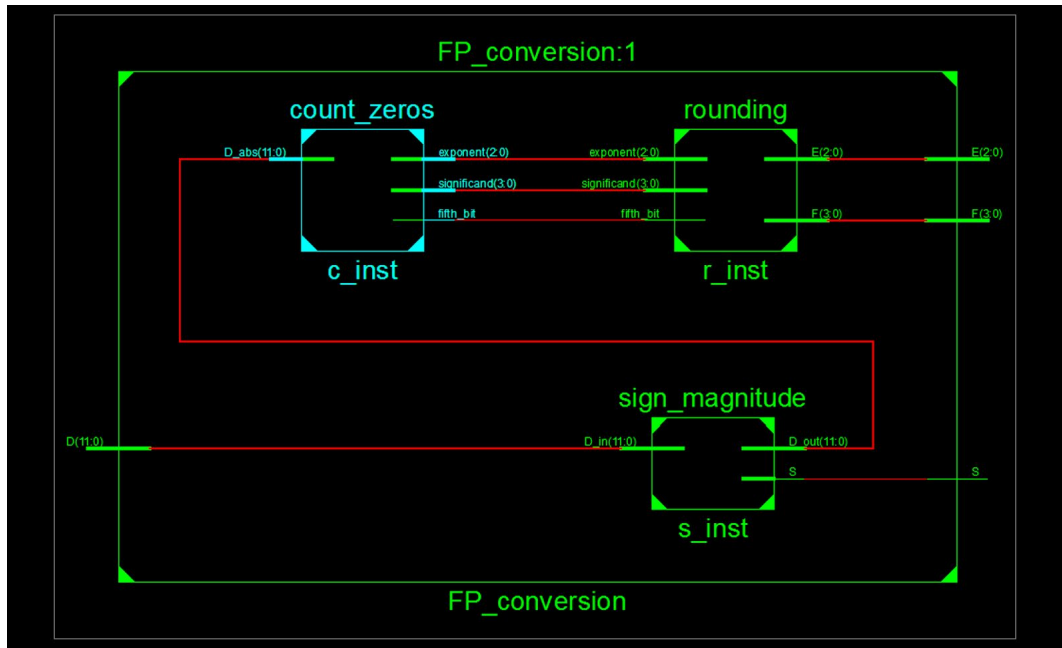 FP_conversion:1
count_zeros
rounding
D_abs(11:0)
exponent(2:0)
exponent(2:0)
E(2:0)
E(2:0)
significand(3:0)
significand(3:0)
fifth_bit
fifth_bit
F(3:0)
F(3:0)
c_inst
r_inst
sign_magnitude
D(11:0)
D_in(11:0)
D_out(11:0)
S
S
s_inst
FP_conversion